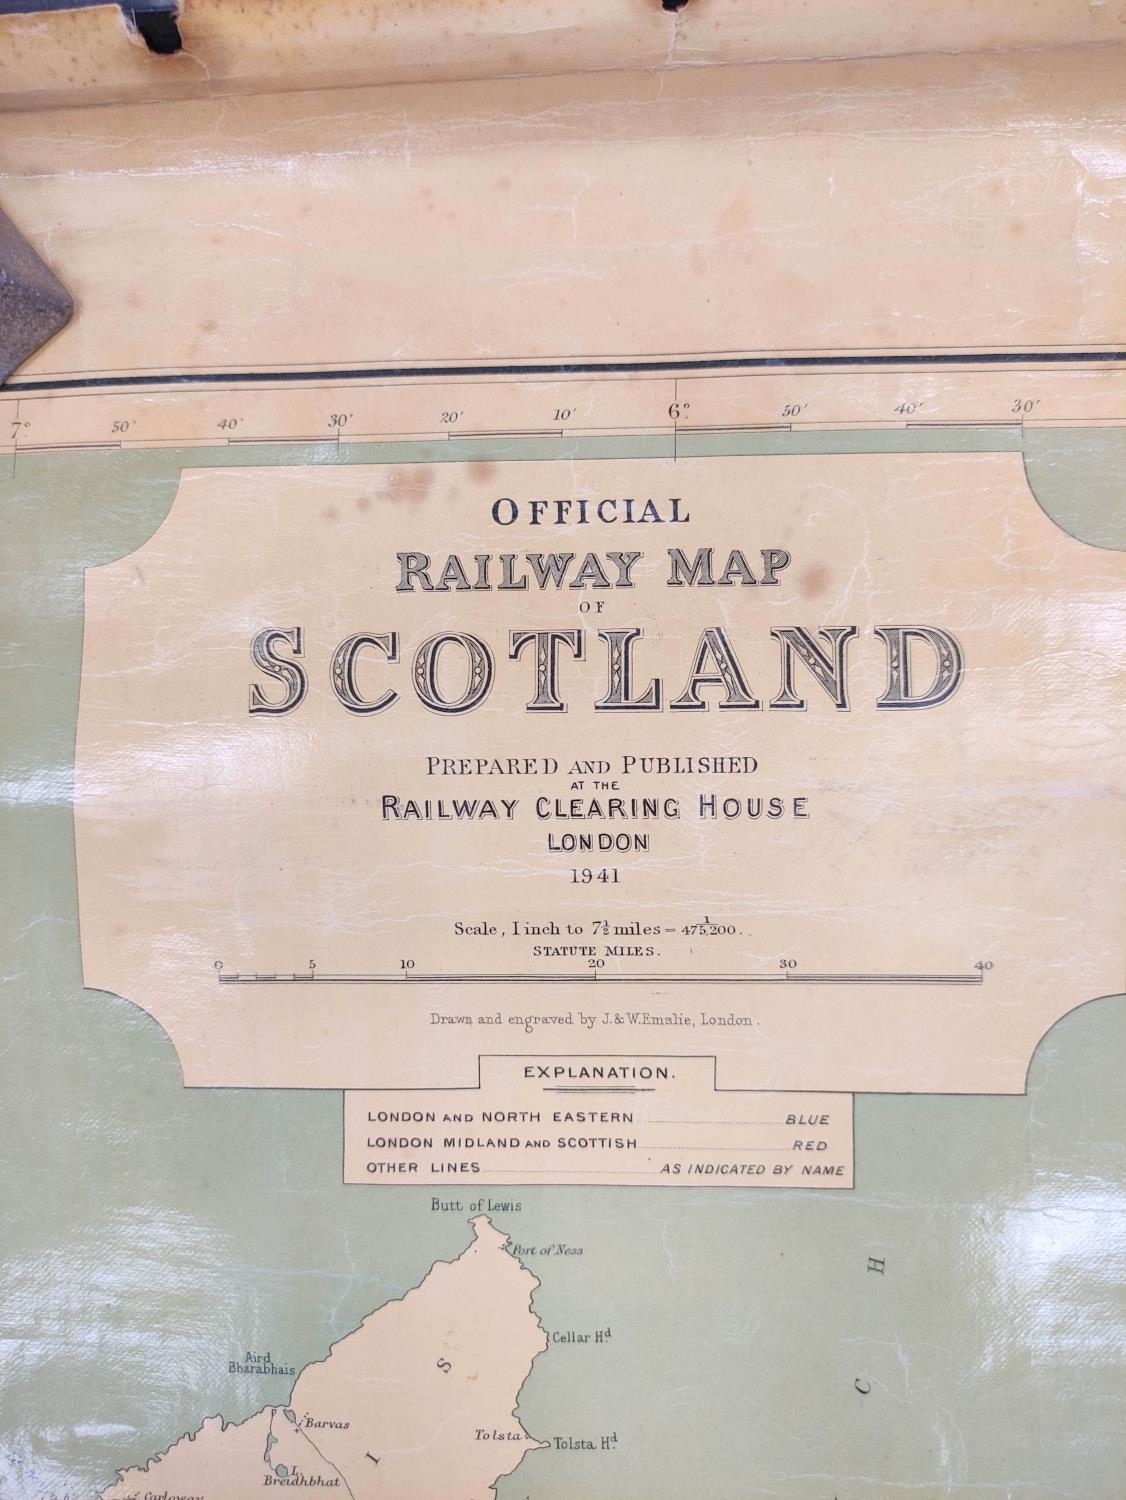 7° 50′ 40′ 30′ 20′ 10′ 6° 50′ 40′ 30′
OFFICIAL
RAILWAY MAP
OF
SCOTLAND
PREPARED AND PUBLISHED
AT THE
RAILWAY CLEARING HOUSE
LONDON
1941
Scale, 1 inch to 7½ miles = 1/475,200.
STATUTE MILES.
0 5 10 20 30 40
Drawn and engraved by J. & W. Emslie, London.
EXPLANATION.
LONDON AND NORTH EASTERN BLUE
LONDON MIDLAND AND SCOTTISH RED
OTHER LINES AS INDICATED BY NAME
Butt of Lewis
Port of Ness
H
Cellar Hd.
Aird
Bharabhais
S
C
Barvas
Tolsta
Tolsta Hd.
I
L.
Breidhbhat
Carloway